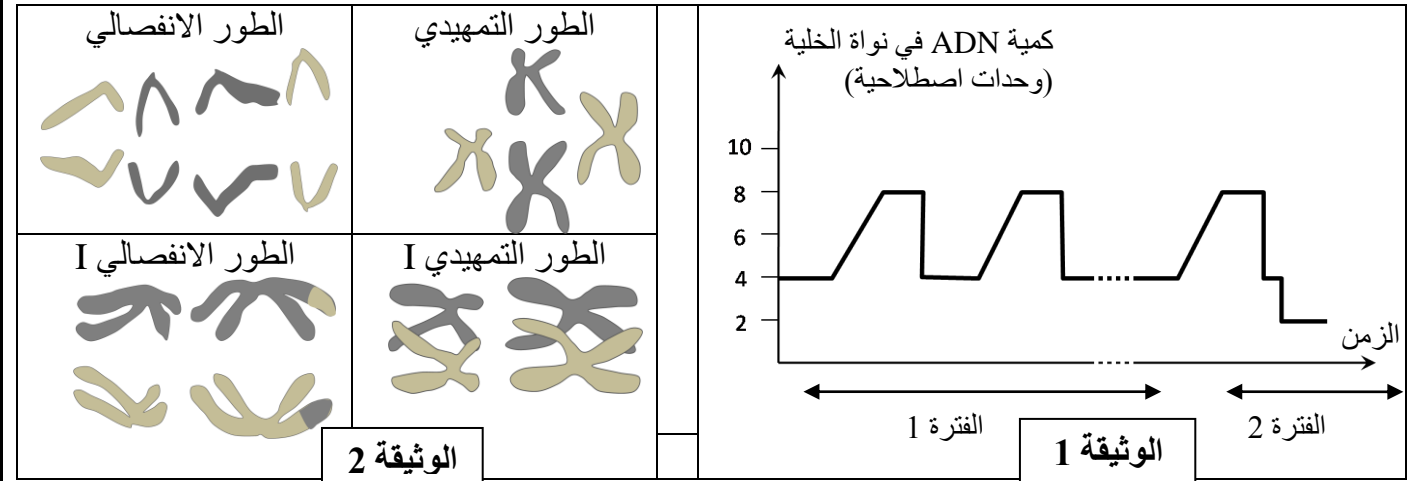 الطور التمهيدي
الطور الانفصالي
الطور التمهيدي I
الطور الانفصالي I
الوثيقة 2
كمية ADN في نواة الخلية
(وحدات اصطلاحية)
10
8
6
4
2
الزمن
الفترة 1
الفترة 2
الوثيقة 1